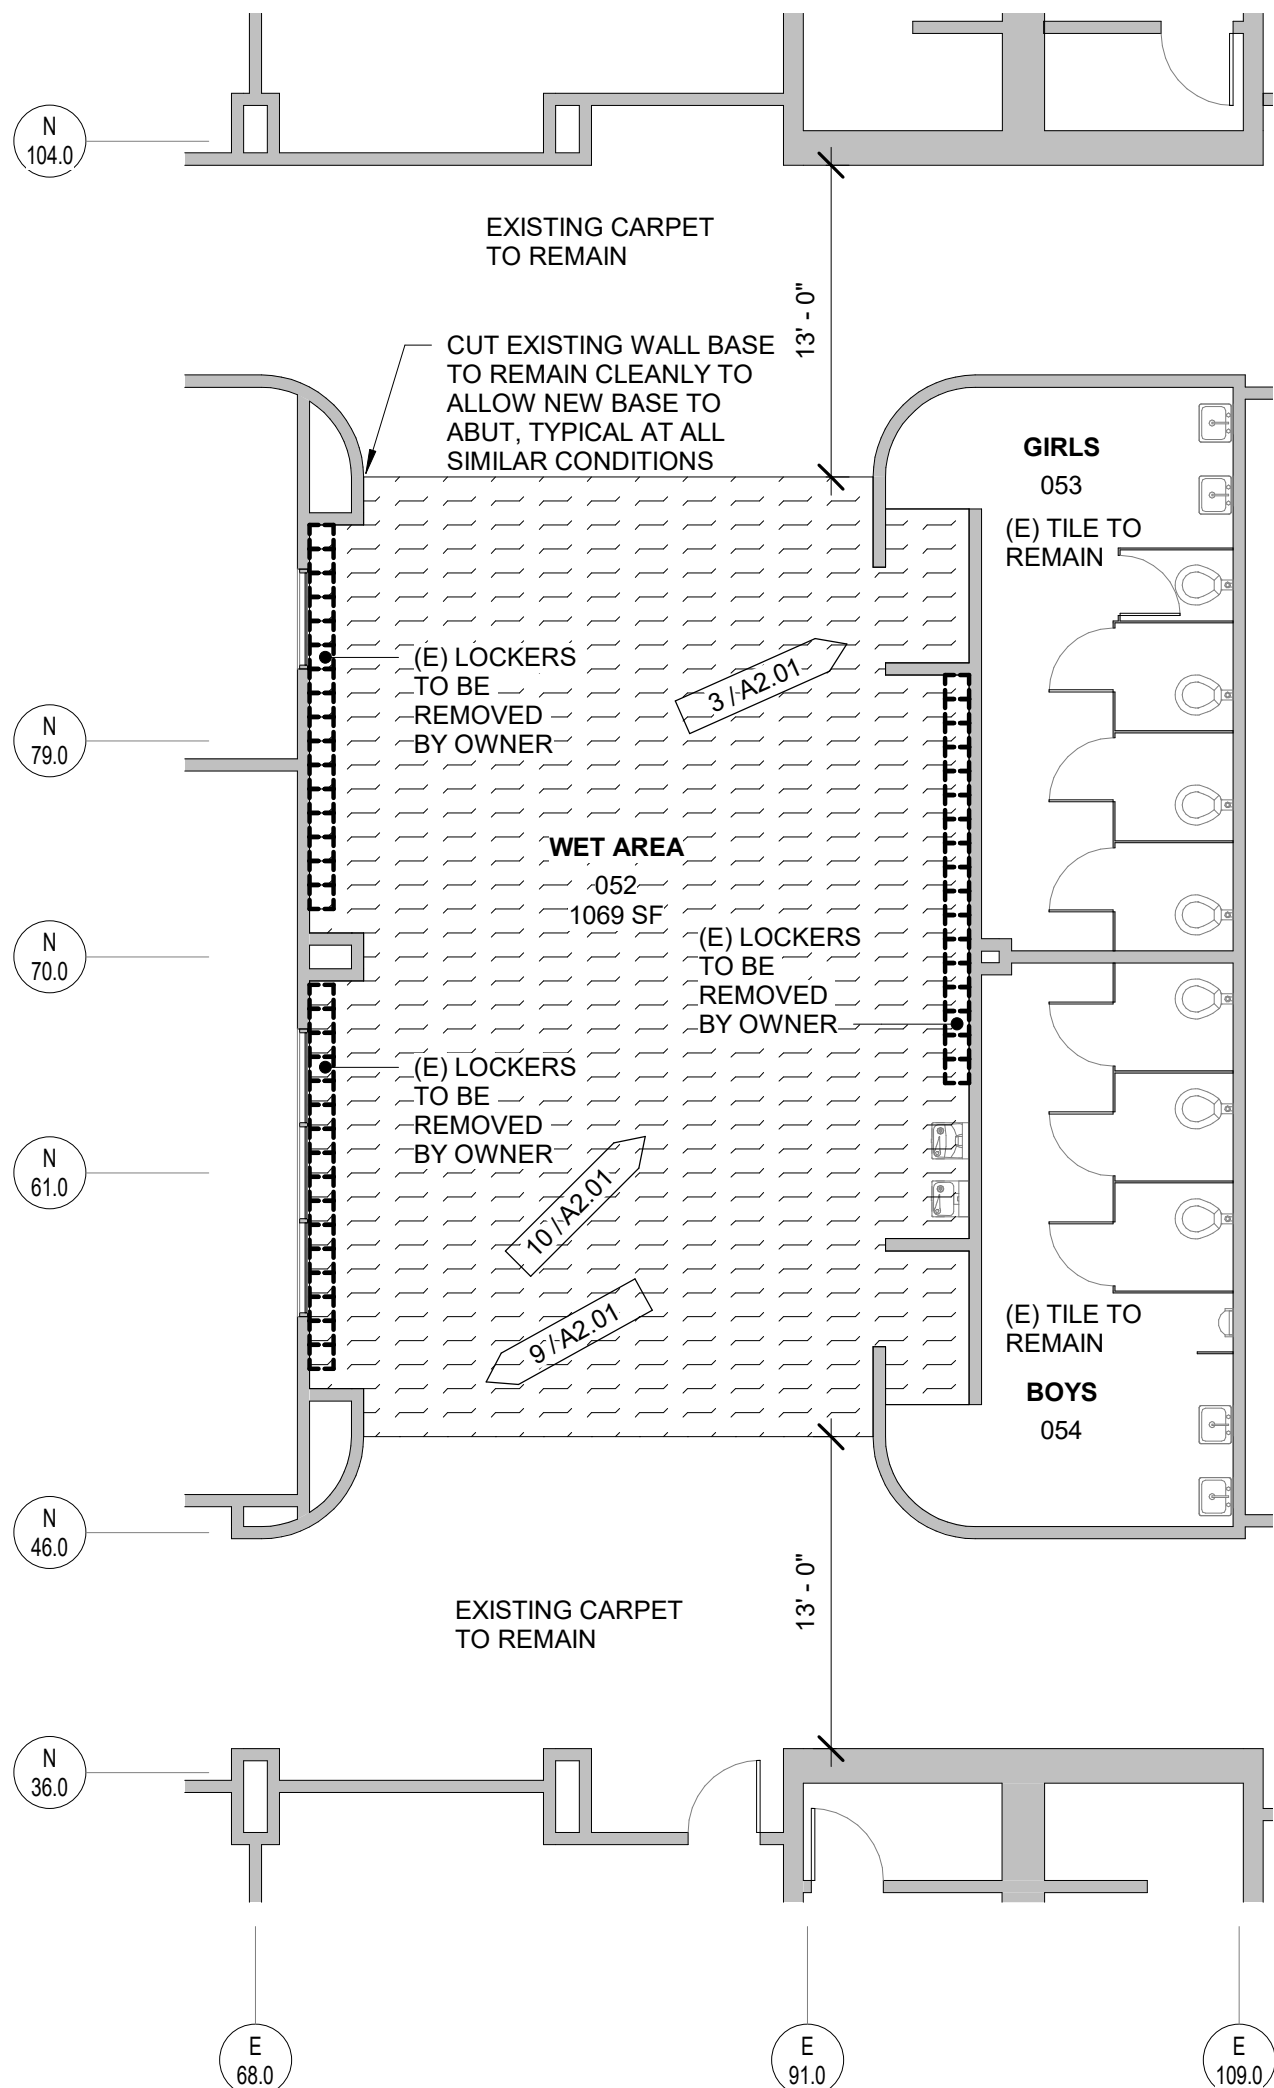 N
104.0
EXISTING CARPET
TO REMAIN
13' - 0"
CUT EXISTING WALL BASE
TO REMAIN CLEANLY TO
ALLOW NEW BASE TO
ABUT, TYPICAL AT ALL
SIMILAR CONDITIONS
GIRLS
053
(E) TILE TO
REMAIN
(E) LOCKERS
TO BE
REMOVED
BY OWNER
3 / A2.01
N
79.0
WET AREA
052
1069 SF
(E) LOCKERS
TO BE
REMOVED
BY OWNER
N
70.0
(E) LOCKERS
TO BE
REMOVED
BY OWNER
N
61.0
10 / A2.01
9 / A2.01
(E) TILE TO
REMAIN
BOYS
054
N
46.0
13' - 0"
EXISTING CARPET
TO REMAIN
N
36.0
E
68.0
E
91.0
E
109.0